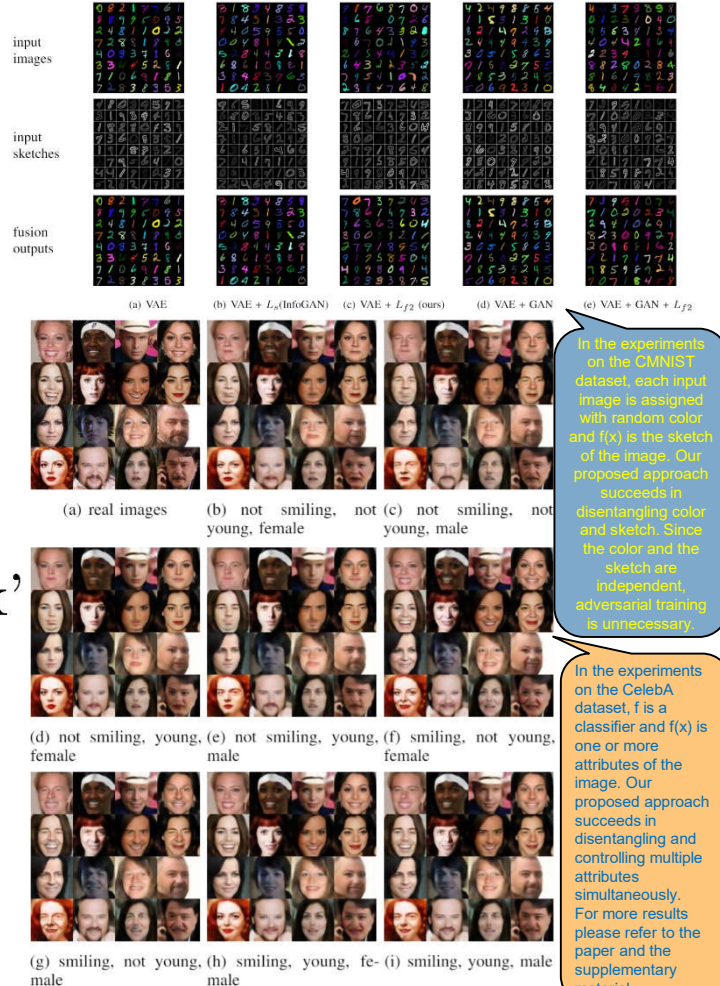 input
images
input
sketches
fusion
outputs
(a) VAE
(b) VAE + Ls(InfoGAN)
(c) VAE + Lf2 (ours)
(d) VAE + GAN
(e) VAE + GAN + Lf2
In the experiments
on the CMNIST
dataset, each input
image is assigned
with random color
and f(x) is the sketch
of the image. Our
proposed approach
succeeds in
disentangling color
and sketch. Since
the color and the
sketch are
independent,
adversarial training
is unnecessary.
(a) real images
(b) not smiling, not
young, female
(c) not smiling, not
young, male
(d) not smiling, young,
female
(e) not smiling, young,
male
(f) smiling, not young,
female
In the experiments
on the CelebA
dataset, f is a
classifier and f(x) is
one or more
attributes of the
image. Our
proposed approach
succeeds in
disentangling and
controlling multiple
attributes
simultaneously.
For more results
please refer to the
paper and the
supplementary
(g) smiling, not young,
male
(h) smiling, young, fe-
male
(i) smiling, young, male